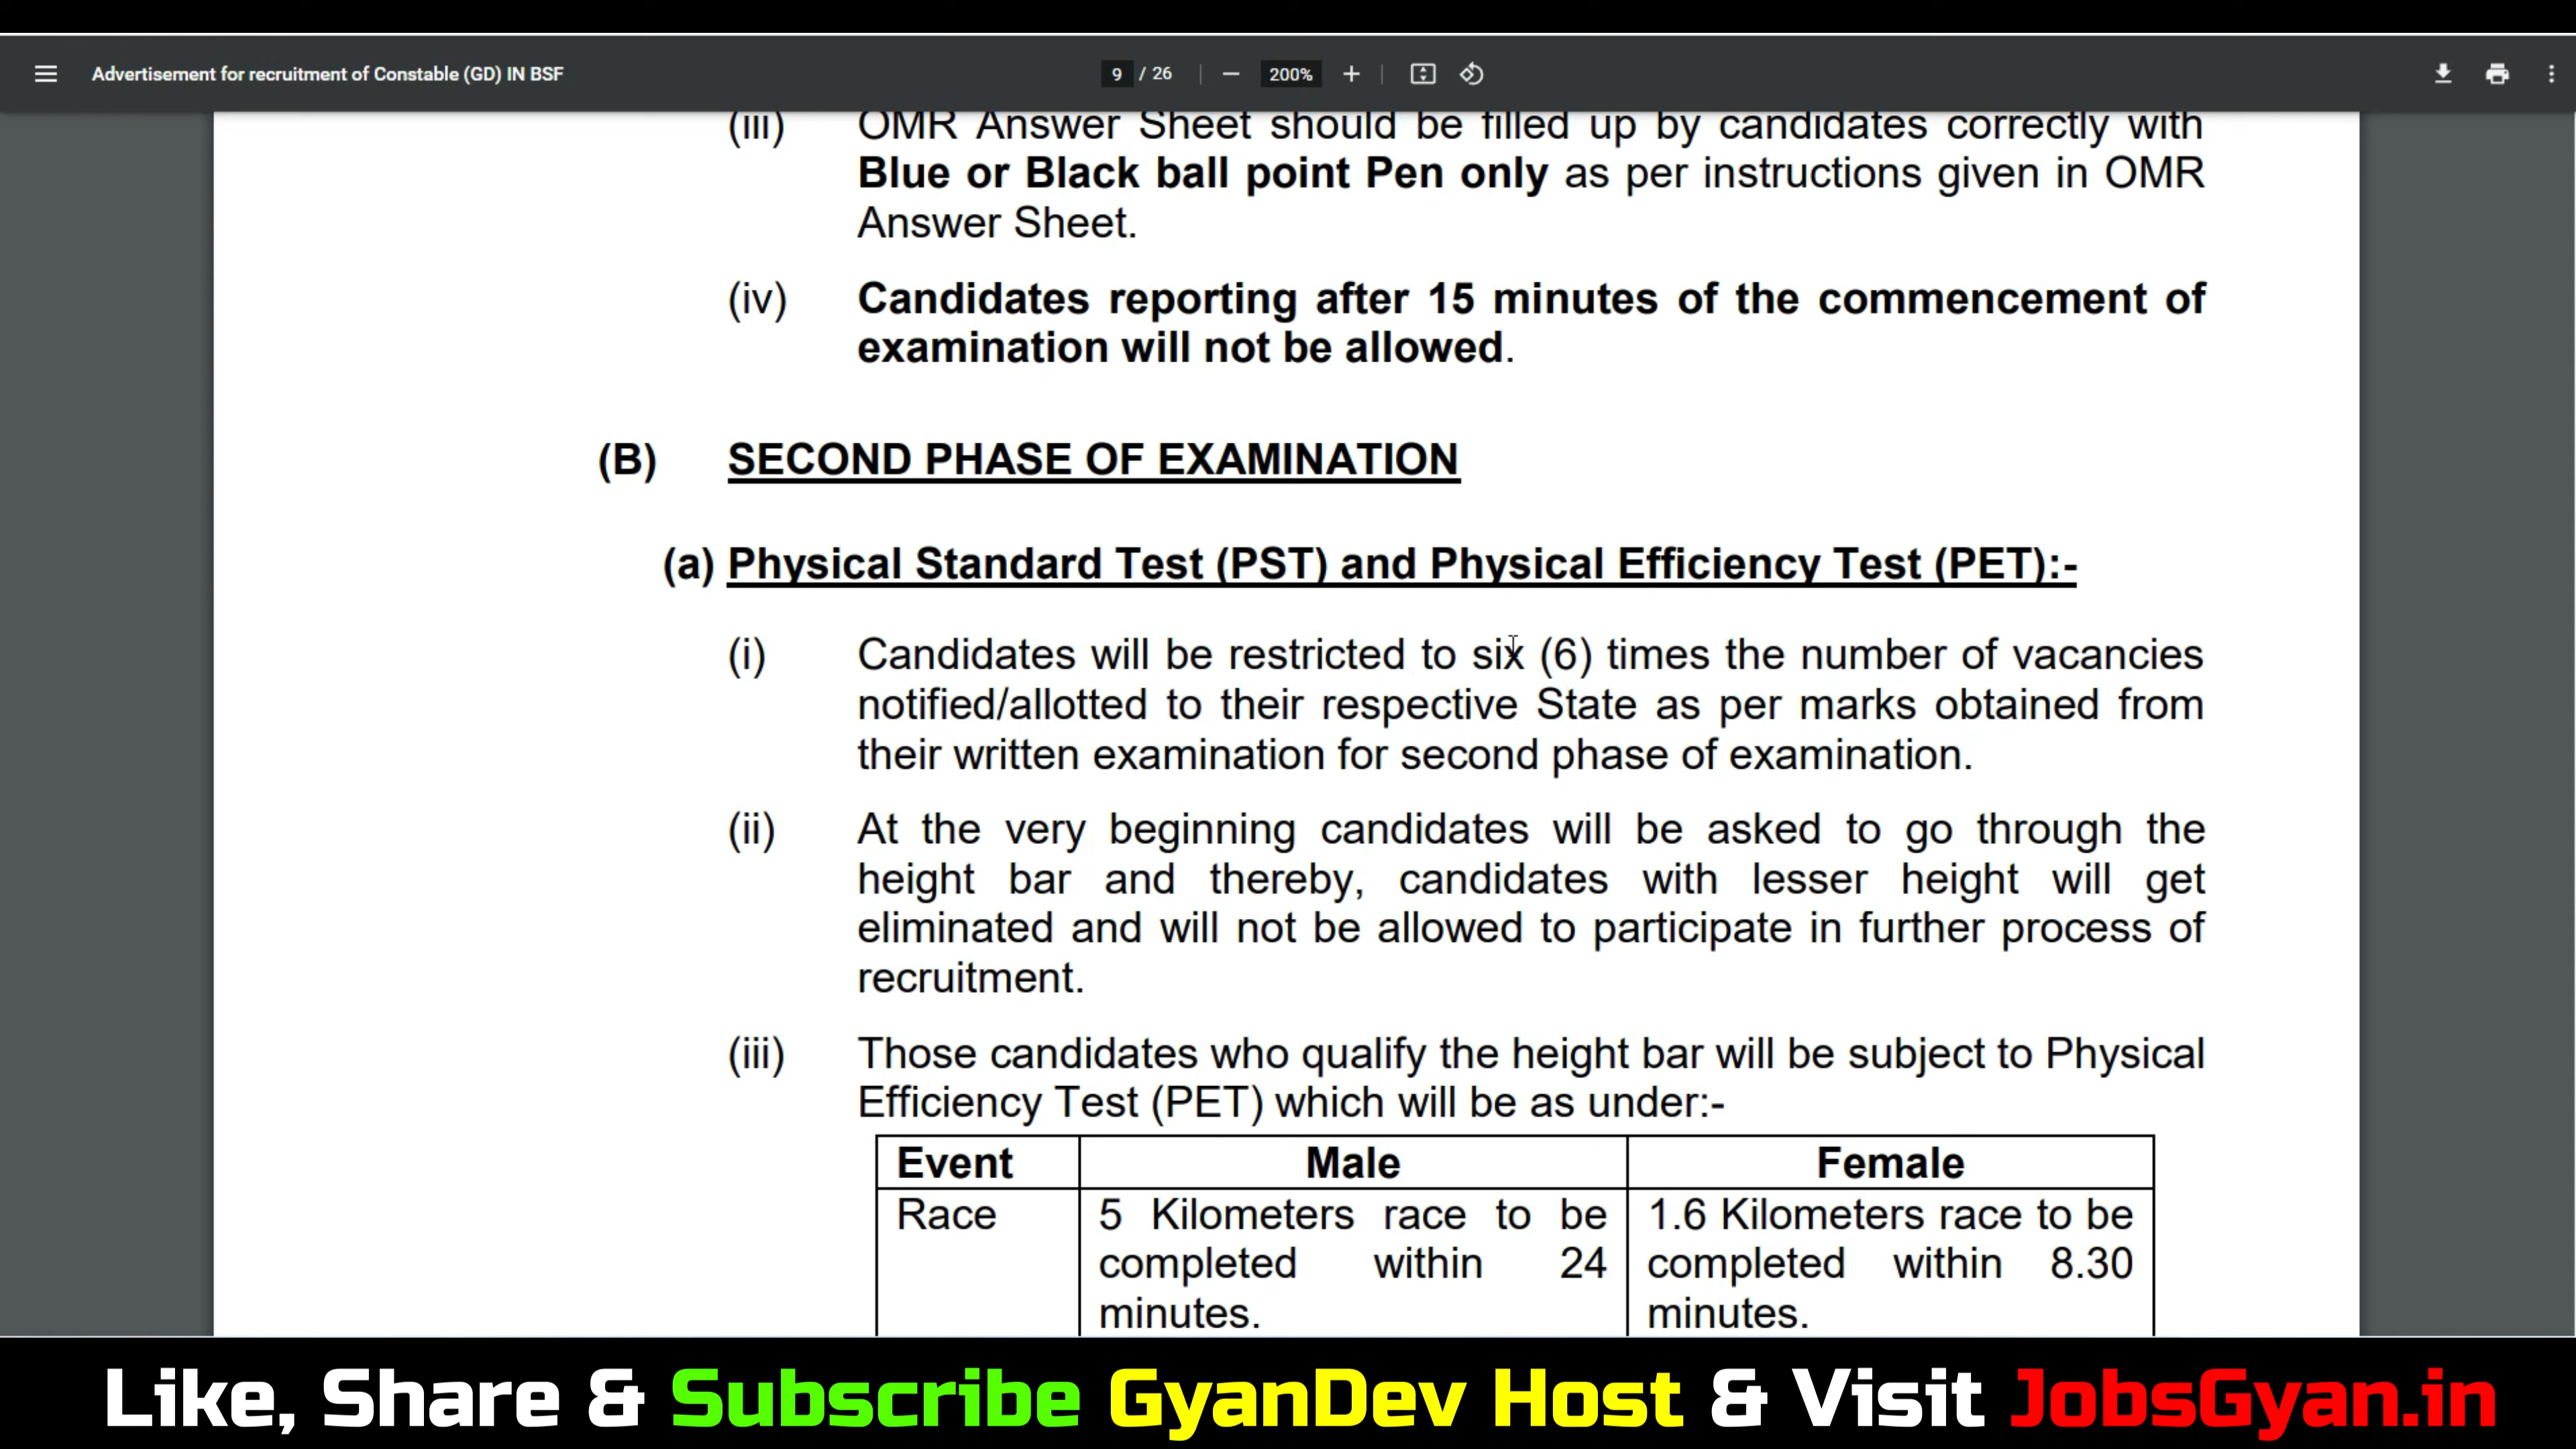 Advertisement for recruitment of Constable (GD) IN BSF
9 / 26
200%
(iii) OMR Answer Sheet should be filled up by candidates correctly with
Blue or Black ball point Pen only as per instructions given in OMR
Answer Sheet.
(iv) Candidates reporting after 15 minutes of the commencement of
examination will not be allowed.
(B) SECOND PHASE OF EXAMINATION
(a) Physical Standard Test (PST) and Physical Efficiency Test (PET):-
(i) Candidates will be restricted to six (6) times the number of vacancies
notified/allotted to their respective State as per marks obtained from
their written examination for second phase of examination.
(ii) At the very beginning candidates will be asked to go through the
height bar and thereby, candidates with lesser height will get
eliminated and will not be allowed to participate in further process of
recruitment.
(iii) Those candidates who qualify the height bar will be subject to Physical
Efficiency Test (PET) which will be as under:-
Event Male Female
Race 5 Kilometers race to be 1.6 Kilometers race to be
completed within 24 completed within 8.30
minutes. minutes.
Like, Share & Subscribe GyanDev Host & Visit JobsGyan.in